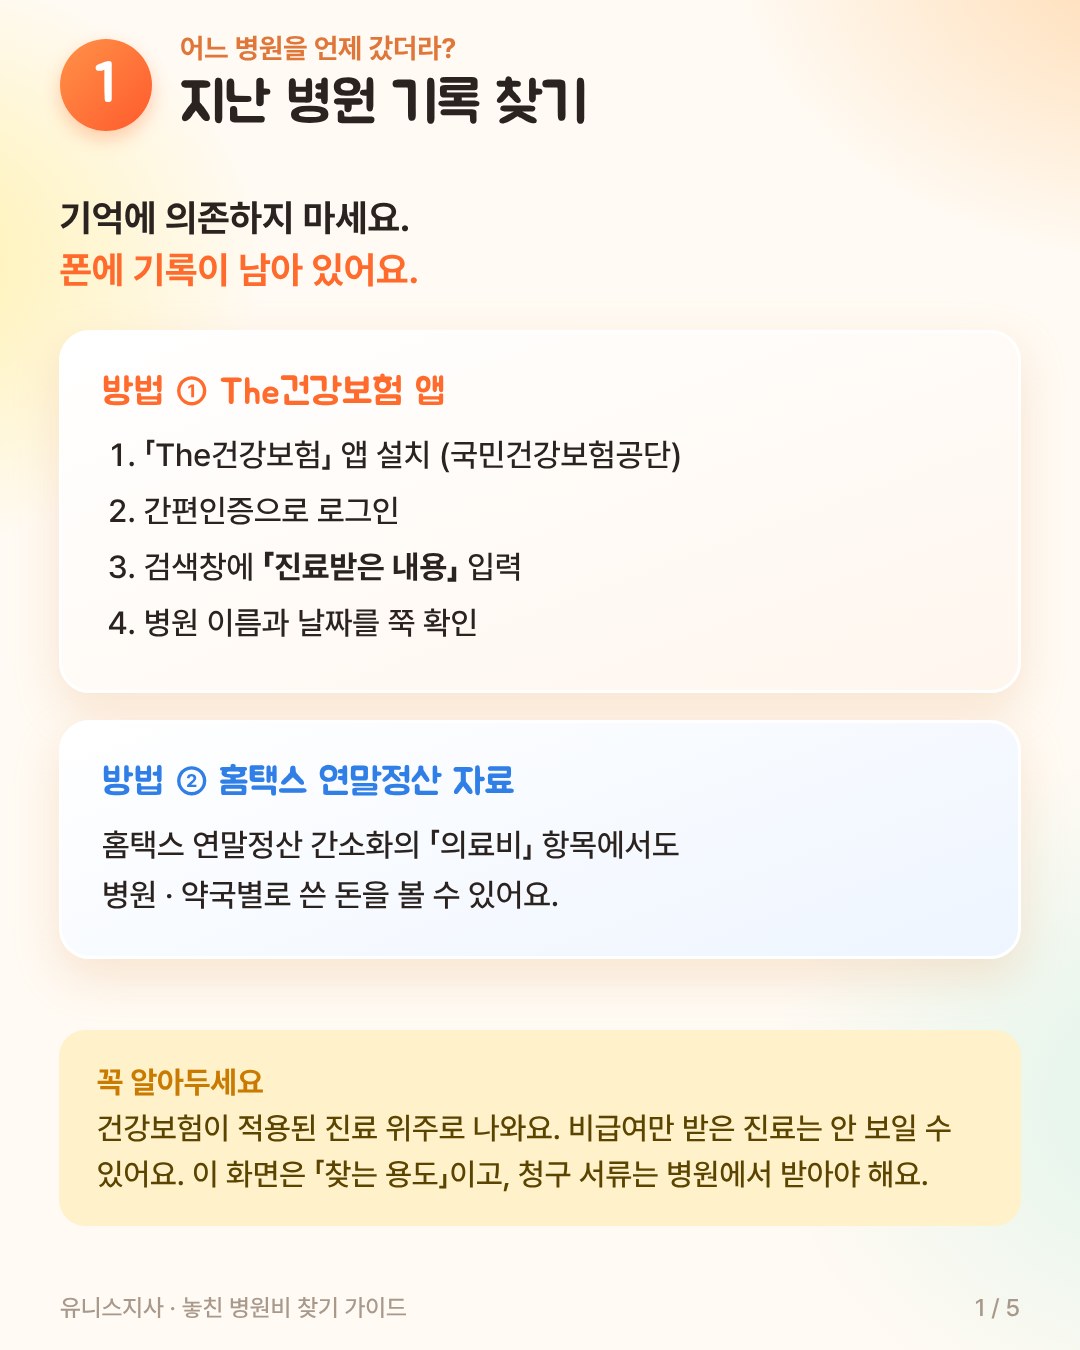 1
어느 병원을 언제 갔더라?
지난 병원 기록 찾기
기억에 의존하지 마세요.
폰에 기록이 남아 있어요.
방법 ① The건강보험 앱
1. 「The건강보험」 앱 설치 (국민건강보험공단)
2. 간편인증으로 로그인
3. 검색창에 「진료받은 내용」 입력
4. 병원 이름과 날짜를 쭉 확인
방법 ② 홈택스 연말정산 자료
홈택스 연말정산 간소화의 「의료비」 항목에서도
병원 · 약국별로 쓴 돈을 볼 수 있어요.
꼭 알아두세요
건강보험이 적용된 진료 위주로 나와요. 비급여만 받은 진료는 안 보일 수
있어요. 이 화면은 「찾는 용도」이고, 청구 서류는 병원에서 받아야 해요.
유니스지사 · 놓친 병원비 찾기 가이드
1 / 5